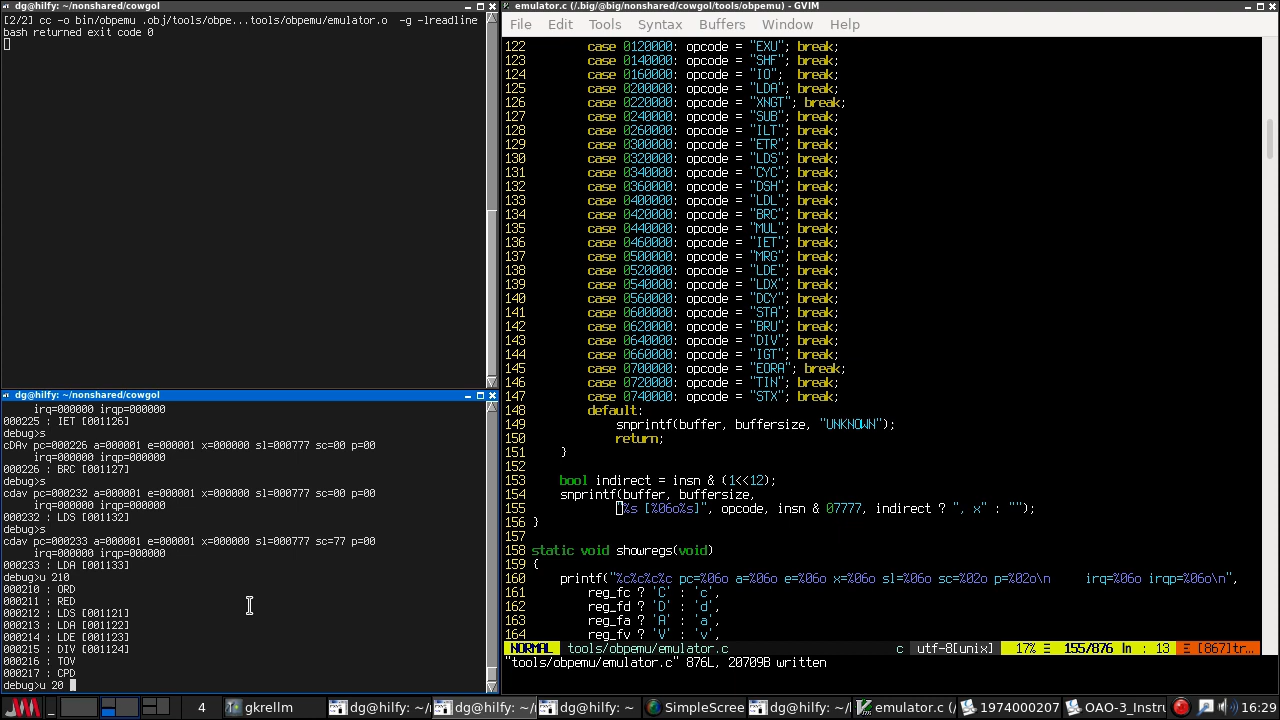 dg@hilfy: ~/nonshared/cowgol
[2/2] cc -o bin/obpemu .obj/tools/obpe...tools/obpemu/emulator.o  -g -lreadline
bash returned exit code 0
dg@hilfy: ~/nonshared/cowgol
irq=000000 irqp=000000
000225 : IET [001126]
debug>s
cDAv pc=000226 a=000001 e=000001 x=000000 sl=000777 sc=00 p=00
irq=000000 irqp=000000
000226 : BRC [001127]
debug>s
cdav pc=000232 a=000001 e=000001 x=000000 sl=000777 sc=00 p=00
irq=000000 irqp=000000
000232 : LDS [001132]
debug>s
cdav pc=000233 a=000001 e=000001 x=000000 sl=000777 sc=77 p=00
irq=000000 irqp=000000
000233 : LDA [001133]
debug>u 210
000210 : ORD
000211 : RED
000212 : LDS [001121]
000213 : LDA [001122]
000214 : LDE [001123]
000215 : DIV [001124]
000216 : TOV
000217 : CPD
debug>u 20
emulator.c (/.big/@big/nonshared/cowgol/tools/obpemu) - GVIM
File Edit Tools Syntax Buffers Window Help
122 case 0120000: opcode = "EXU"; break;
123 case 0140000: opcode = "SHF"; break;
124 case 0160000: opcode = "IO";  break;
125 case 0200000: opcode = "LDA"; break;
126 case 0220000: opcode = "XNGT"; break;
127 case 0240000: opcode = "SUB"; break;
128 case 0260000: opcode = "ILT"; break;
129 case 0300000: opcode = "ETR"; break;
130 case 0320000: opcode = "LDS"; break;
131 case 0340000: opcode = "CYC"; break;
132 case 0360000: opcode = "DSH"; break;
133 case 0400000: opcode = "LDL"; break;
134 case 0420000: opcode = "BRC"; break;
135 case 0440000: opcode = "MUL"; break;
136 case 0460000: opcode = "IET"; break;
137 case 0500000: opcode = "MRG"; break;
138 case 0520000: opcode = "LDE"; break;
139 case 0540000: opcode = "LDX"; break;
140 case 0560000: opcode = "DCY"; break;
141 case 0600000: opcode = "STA"; break;
142 case 0620000: opcode = "BRU"; break;
143 case 0640000: opcode = "DIV"; break;
144 case 0660000: opcode = "IGT"; break;
145 case 0700000: opcode = "EORA"; break;
146 case 0720000: opcode = "TIN"; break;
147 case 0740000: opcode = "STX"; break;
148 default:
149 snprintf(buffer, buffersize, "UNKNOWN");
150 return;
151 }
152
153 bool indirect = insn & (1<<12);
154 snprintf(buffer, buffersize,
155 "%s [%06o%s]", opcode, insn & 07777, indirect ? ", x" : "");
156 }
157
158 static void showregs(void)
159 {
160 printf("%c%c%c%c pc=%06o a=%06o e=%06o x=%06o sl=%06o sc=%02o p=%02o\n     irq=%06o irqp=%06o\n",
161 reg_fc ? 'C' : 'c',
162 reg_fd ? 'D' : 'd',
163 reg_fa ? 'A' : 'a',
164 reg_fv ? 'V' : 'v',
NORMAL tools/obpemu/emulator.c c utf-8[unix] 17% Ξ 155/876 ㏑ : 13 Ξ [867]tr…
"tools/obpemu/emulator.c" 876L, 20709B written
4 gkrellm dg@hilfy: ~/ dg@hilfy: ~/ dg@hilfy: ~ SimpleScree dg@hilfy: ~/ emulator.c (/ 1974000207 OAO-3_Instr 16:29